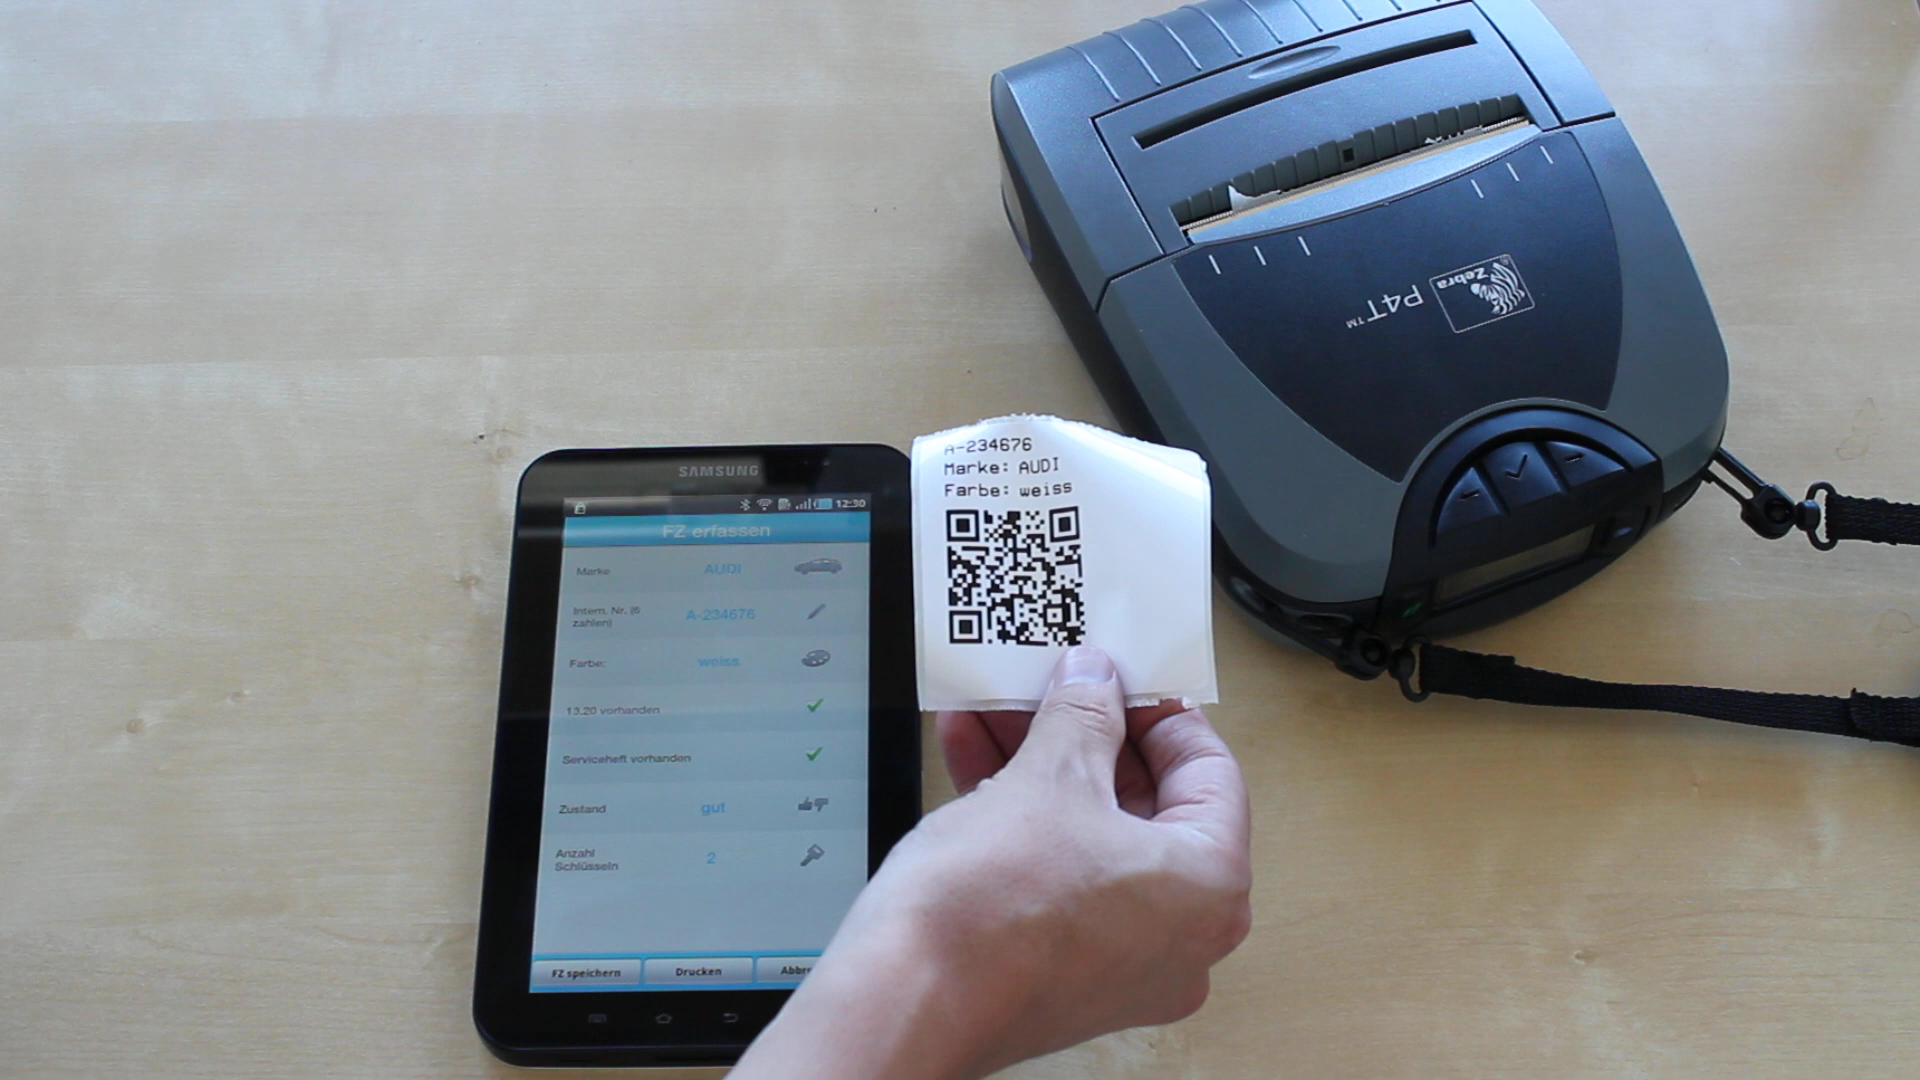 Zebra
P4T™
A-234676
Marke: AUDI
Farbe: weiss
SAMSUNG
12:30
FZ erfassen
Marke AUDI
Intern. Nr. (6
zahlen) A-234676
Farbe: weiss
13.20 vorhanden
Serviceheft vorhanden
Zustand gut
Anzahl
Schlüsseln 2
FZ speichern Drucken